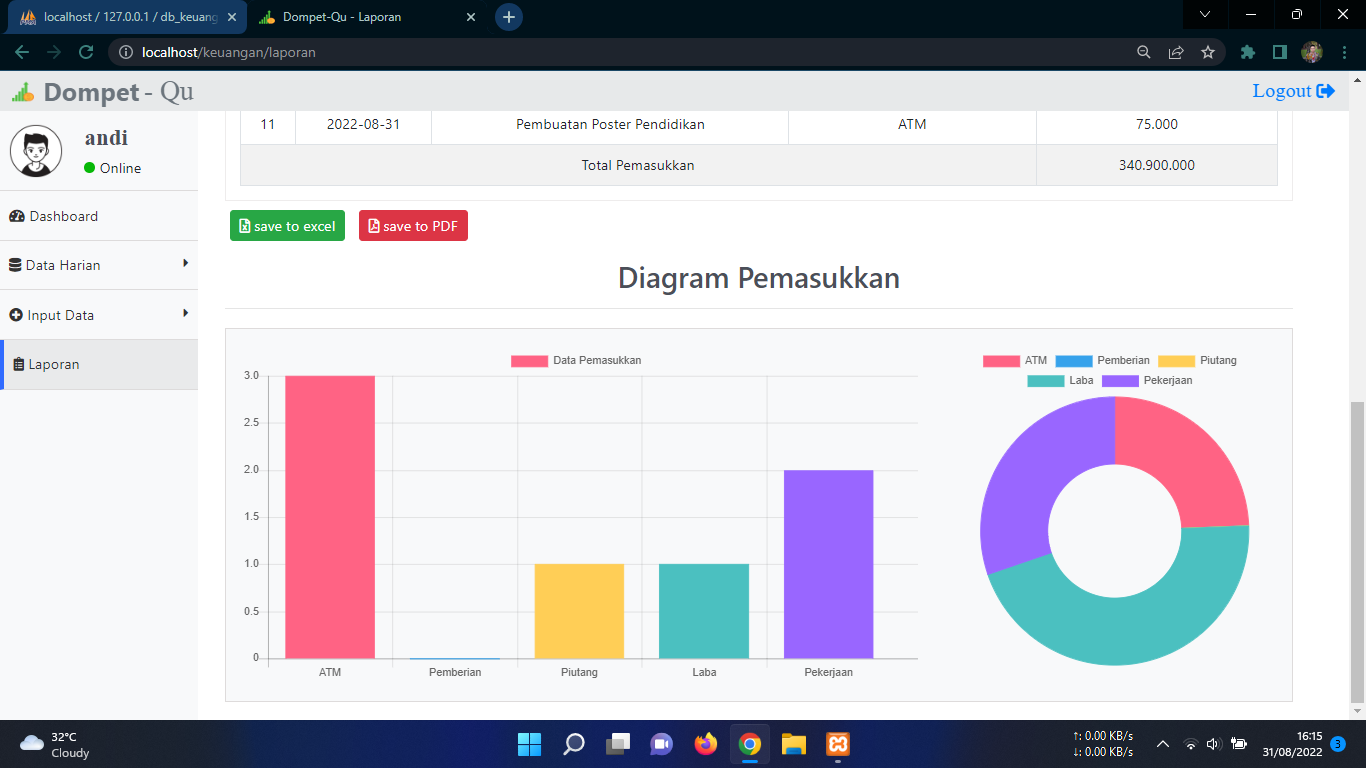 localhost / 127.0.0.1 / db_keuang
Dompet-Qu - Laporan
localhost/keuangan/laporan
Dompet - Qu
Logout
andi
Online
Dashboard
Data Harian
Input Data
Laporan
11 2022-08-31 Pembuatan Poster Pendidikan ATM 75.000
Total Pemasukkan 340.900.000
save to excel save to PDF
Diagram Pemasukkan
Data Pemasukkan
3.0
2.5
2.0
1.5
1.0
0.5
0
ATM Pemberian Piutang Laba Pekerjaan
ATM Pemberian Piutang
Laba Pekerjaan
32°C
Cloudy
↑: 0.00 KB/s
↓: 0.00 KB/s
16:15
31/08/2022
3